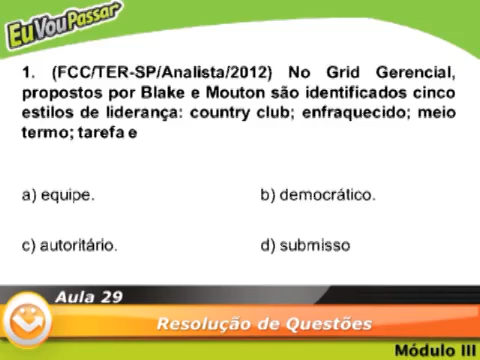 EuVouPassar
1. (FCC/TER-SP/Analista/2012) No Grid Gerencial,
propostos por Blake e Mouton são identificados cinco
estilos de liderança: country club; enfraquecido; meio
termo; tarefa e
a) equipe.
b) democrático.
c) autoritário.
d) submisso
Aula 29
Resolução de Questões
Módulo III